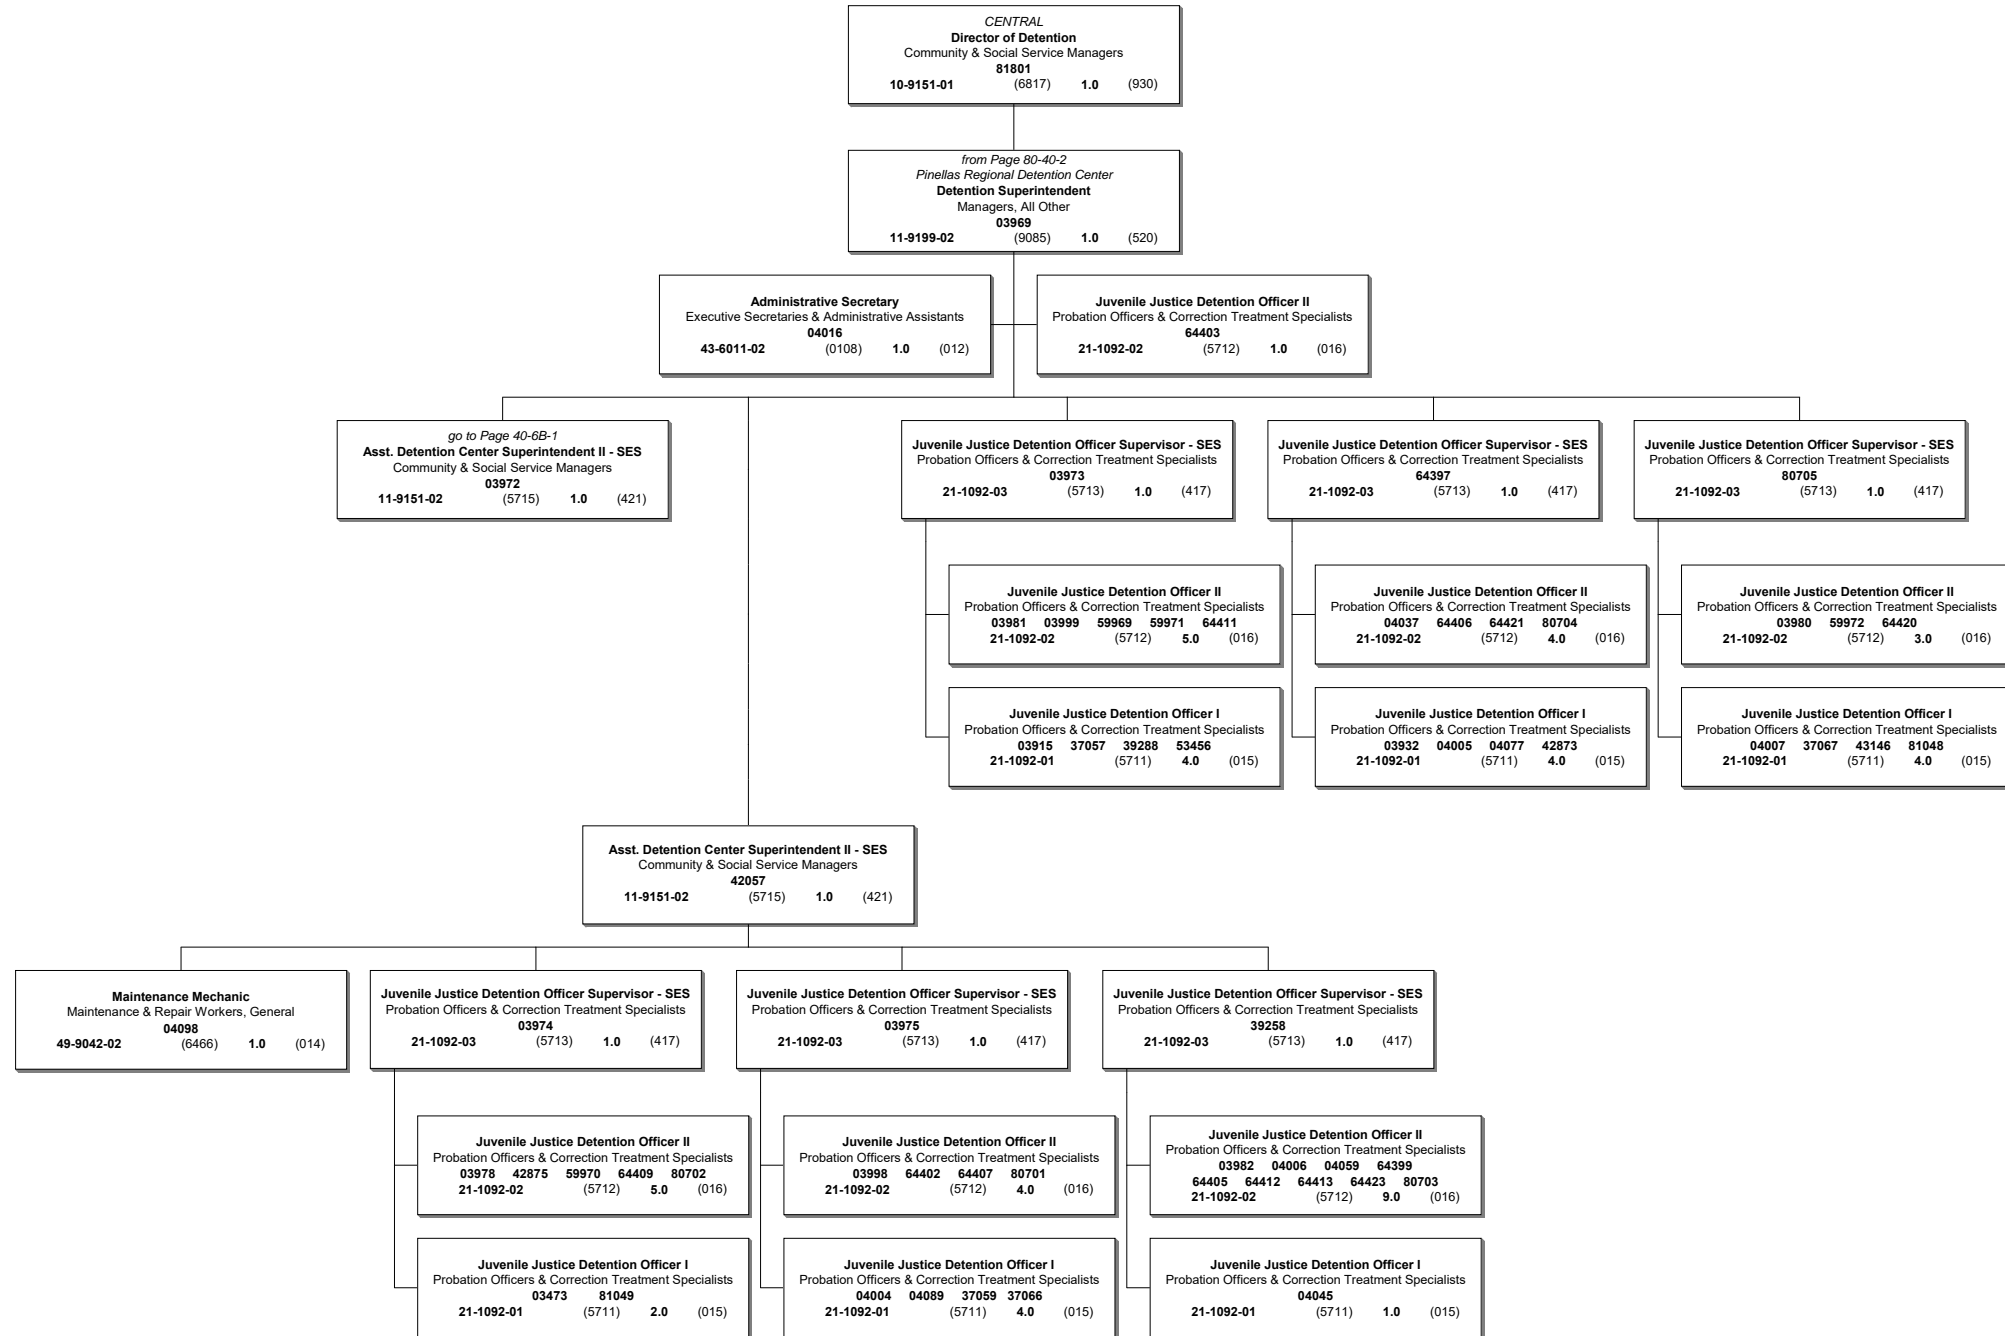 CENTRAL
Director of Detention
Community & Social Service Managers
81801
10-9151-01 (6817) 1.0 (930)
from Page 80-40-2
Pinellas Regional Detention Center
Detention Superintendent
Managers, All Other
03969
11-9199-02 (9085) 1.0 (520)
Administrative Secretary
Executive Secretaries & Administrative Assistants
04016
43-6011-02 (0108) 1.0 (012)
Juvenile Justice Detention Officer II
Probation Officers & Correction Treatment Specialists
64403
21-1092-02 (5712) 1.0 (016)
go to Page 40-6B-1
Asst. Detention Center Superintendent II - SES
Community & Social Service Managers
03972
11-9151-02 (5715) 1.0 (421)
Juvenile Justice Detention Officer Supervisor - SES
Probation Officers & Correction Treatment Specialists
03973
21-1092-03 (5713) 1.0 (417)
Juvenile Justice Detention Officer Supervisor - SES
Probation Officers & Correction Treatment Specialists
64397
21-1092-03 (5713) 1.0 (417)
Juvenile Justice Detention Officer Supervisor - SES
Probation Officers & Correction Treatment Specialists
80705
21-1092-03 (5713) 1.0 (417)
Juvenile Justice Detention Officer II
Probation Officers & Correction Treatment Specialists
03981 03999 59969 59971 64411
21-1092-02 (5712) 5.0 (016)
Juvenile Justice Detention Officer II
Probation Officers & Correction Treatment Specialists
04037 64406 64421 80704
21-1092-02 (5712) 4.0 (016)
Juvenile Justice Detention Officer II
Probation Officers & Correction Treatment Specialists
03980 59972 64420
21-1092-02 (5712) 3.0 (016)
Juvenile Justice Detention Officer I
Probation Officers & Correction Treatment Specialists
03915 37057 39288 53456
21-1092-01 (5711) 4.0 (015)
Juvenile Justice Detention Officer I
Probation Officers & Correction Treatment Specialists
03932 04005 04077 42873
21-1092-01 (5711) 4.0 (015)
Juvenile Justice Detention Officer I
Probation Officers & Correction Treatment Specialists
04007 37067 43146 81048
21-1092-01 (5711) 4.0 (015)
Asst. Detention Center Superintendent II - SES
Community & Social Service Managers
42057
11-9151-02 (5715) 1.0 (421)
Maintenance Mechanic
Maintenance & Repair Workers, General
04098
49-9042-02 (6466) 1.0 (014)
Juvenile Justice Detention Officer Supervisor - SES
Probation Officers & Correction Treatment Specialists
03974
21-1092-03 (5713) 1.0 (417)
Juvenile Justice Detention Officer Supervisor - SES
Probation Officers & Correction Treatment Specialists
03975
21-1092-03 (5713) 1.0 (417)
Juvenile Justice Detention Officer Supervisor - SES
Probation Officers & Correction Treatment Specialists
39258
21-1092-03 (5713) 1.0 (417)
Juvenile Justice Detention Officer II
Probation Officers & Correction Treatment Specialists
03978 42875 59970 64409 80702
21-1092-02 (5712) 5.0 (016)
Juvenile Justice Detention Officer II
Probation Officers & Correction Treatment Specialists
03998 64402 64407 80701
21-1092-02 (5712) 4.0 (016)
Juvenile Justice Detention Officer II
Probation Officers & Correction Treatment Specialists
03982 04006 04059 64399
64405 64412 64413 64423 80703
21-1092-02 (5712) 9.0 (016)
Juvenile Justice Detention Officer I
Probation Officers & Correction Treatment Specialists
03473 81049
21-1092-01 (5711) 2.0 (015)
Juvenile Justice Detention Officer I
Probation Officers & Correction Treatment Specialists
04004 04089 37059 37066
21-1092-01 (5711) 4.0 (015)
Juvenile Justice Detention Officer I
Probation Officers & Correction Treatment Specialists
04045
21-1092-01 (5711) 1.0 (015)